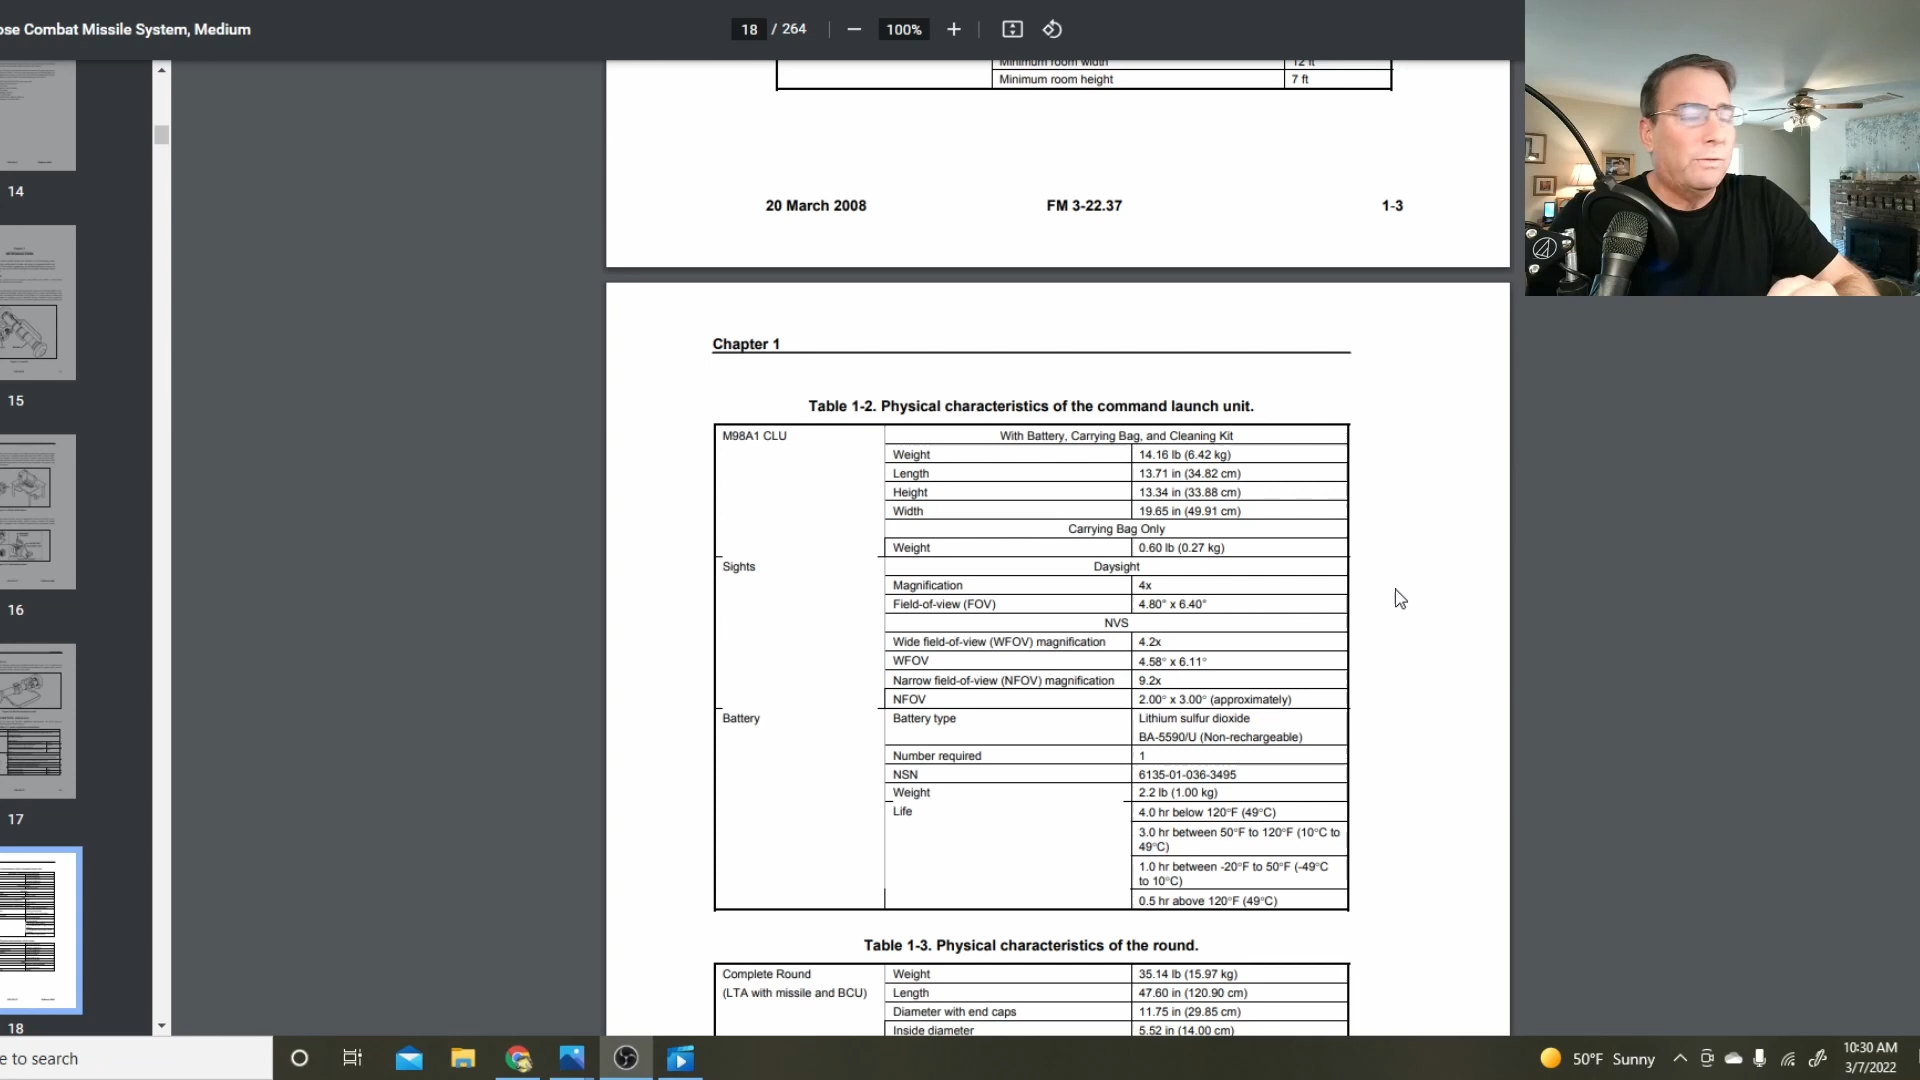 ose Combat Missile System, Medium
18 / 264
100%
14
15
16
17
18
Minimum room width 12 ft
Minimum room height 7 ft
20 March 2008 FM 3-22.37 1-3
Chapter 1
Table 1-2. Physical characteristics of the command launch unit.
M98A1 CLU With Battery, Carrying Bag, and Cleaning Kit
Weight 14.16 lb (6.42 kg)
Length 13.71 in (34.82 cm)
Height 13.34 in (33.88 cm)
Width 19.65 in (49.91 cm)
Carrying Bag Only
Weight 0.60 lb (0.27 kg)
Sights Daysight
Magnification 4x
Field-of-view (FOV) 4.80° x 6.40°
NVS
Wide field-of-view (WFOV) magnification 4.2x
WFOV 4.58° x 6.11°
Narrow field-of-view (NFOV) magnification 9.2x
NFOV 2.00° x 3.00° (approximately)
Battery Battery type Lithium sulfur dioxide
BA-5590/U (Non-rechargeable)
Number required 1
NSN 6135-01-036-3495
Weight 2.2 lb (1.00 kg)
Life 4.0 hr below 120°F (49°C)
3.0 hr between 50°F to 120°F (10°C to
49°C)
1.0 hr between -20°F to 50°F (-49°C
to 10°C)
0.5 hr above 120°F (49°C)
Table 1-3. Physical characteristics of the round.
Complete Round Weight 35.14 lb (15.97 kg)
(LTA with missile and BCU) Length 47.60 in (120.90 cm)
Diameter with end caps 11.75 in (29.85 cm)
Inside diameter 5.52 in (14.00 cm)
e to search
50°F Sunny
10:30 AM
3/7/2022